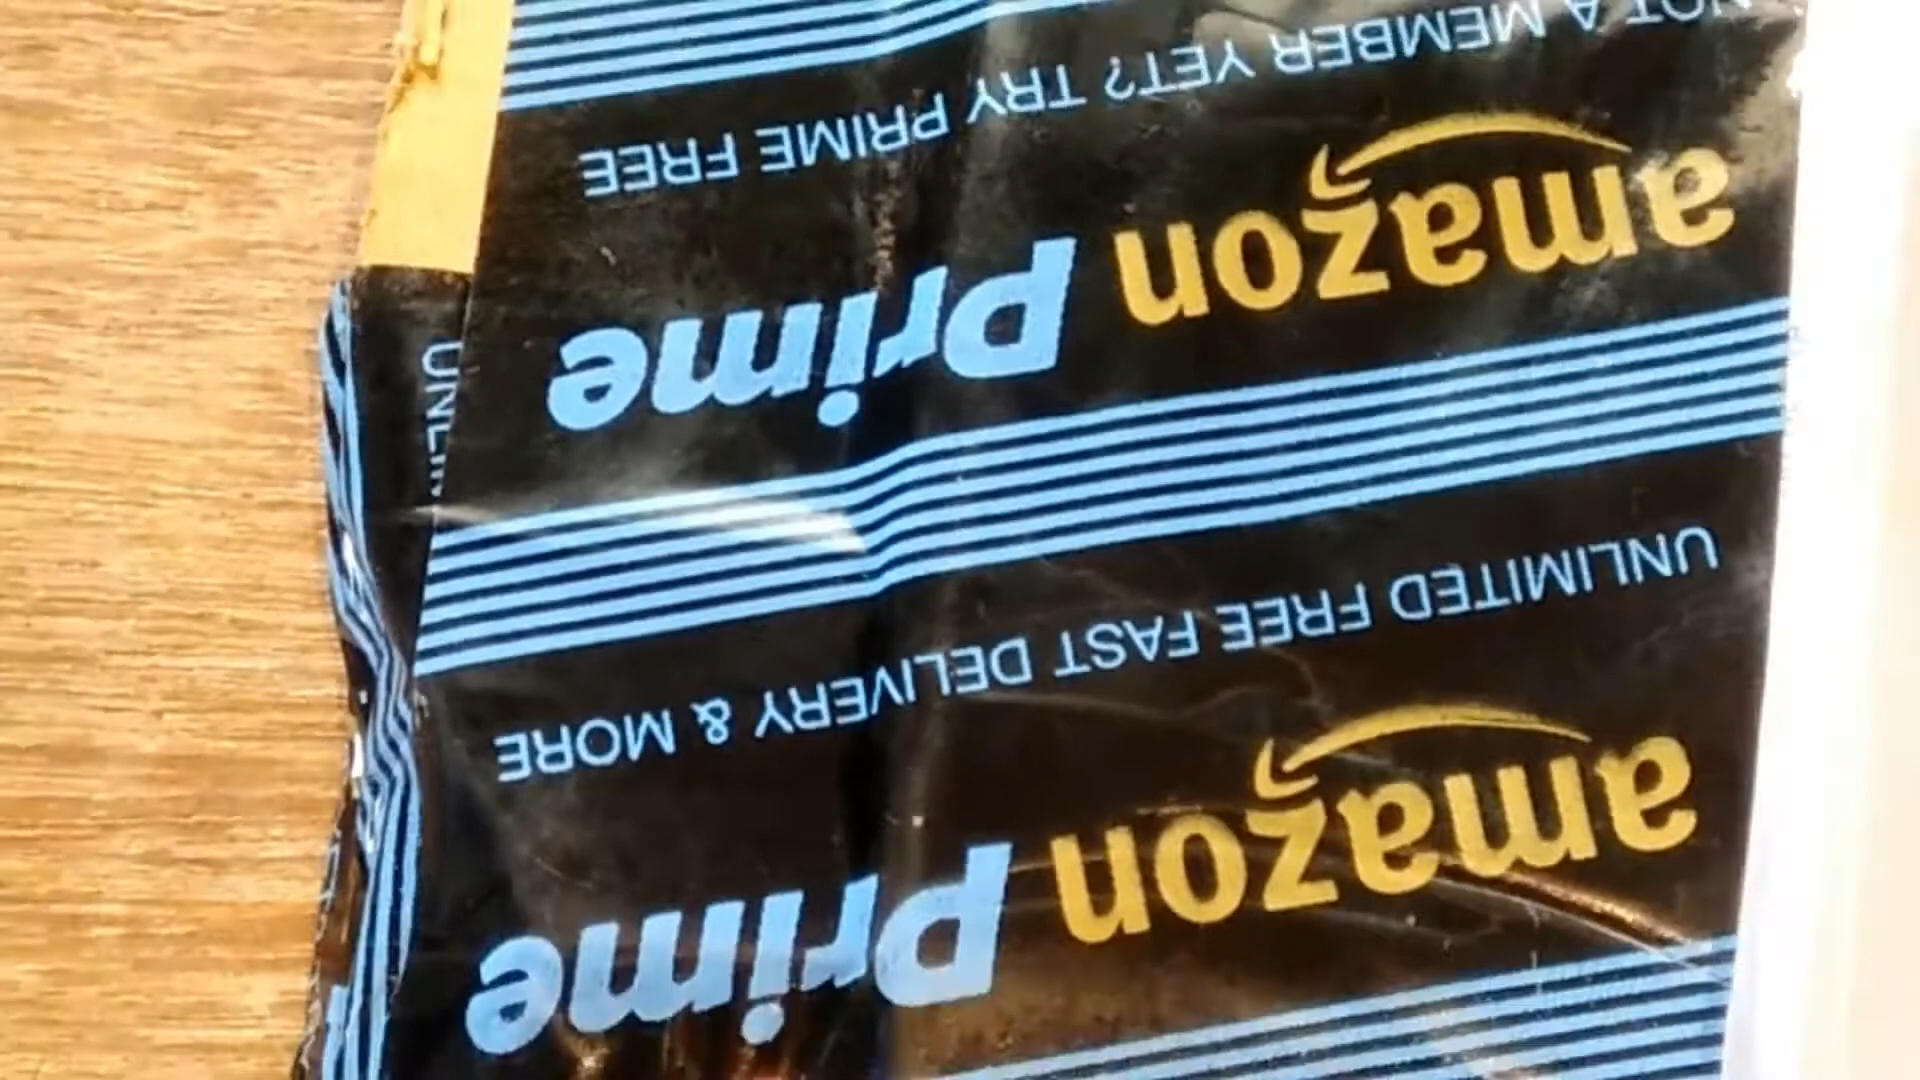 amazon prime
UNLIMITED FREE FAST DELIVERY & MORE
amazon prime
NOT A MEMBER YET? TRY PRIME FREE